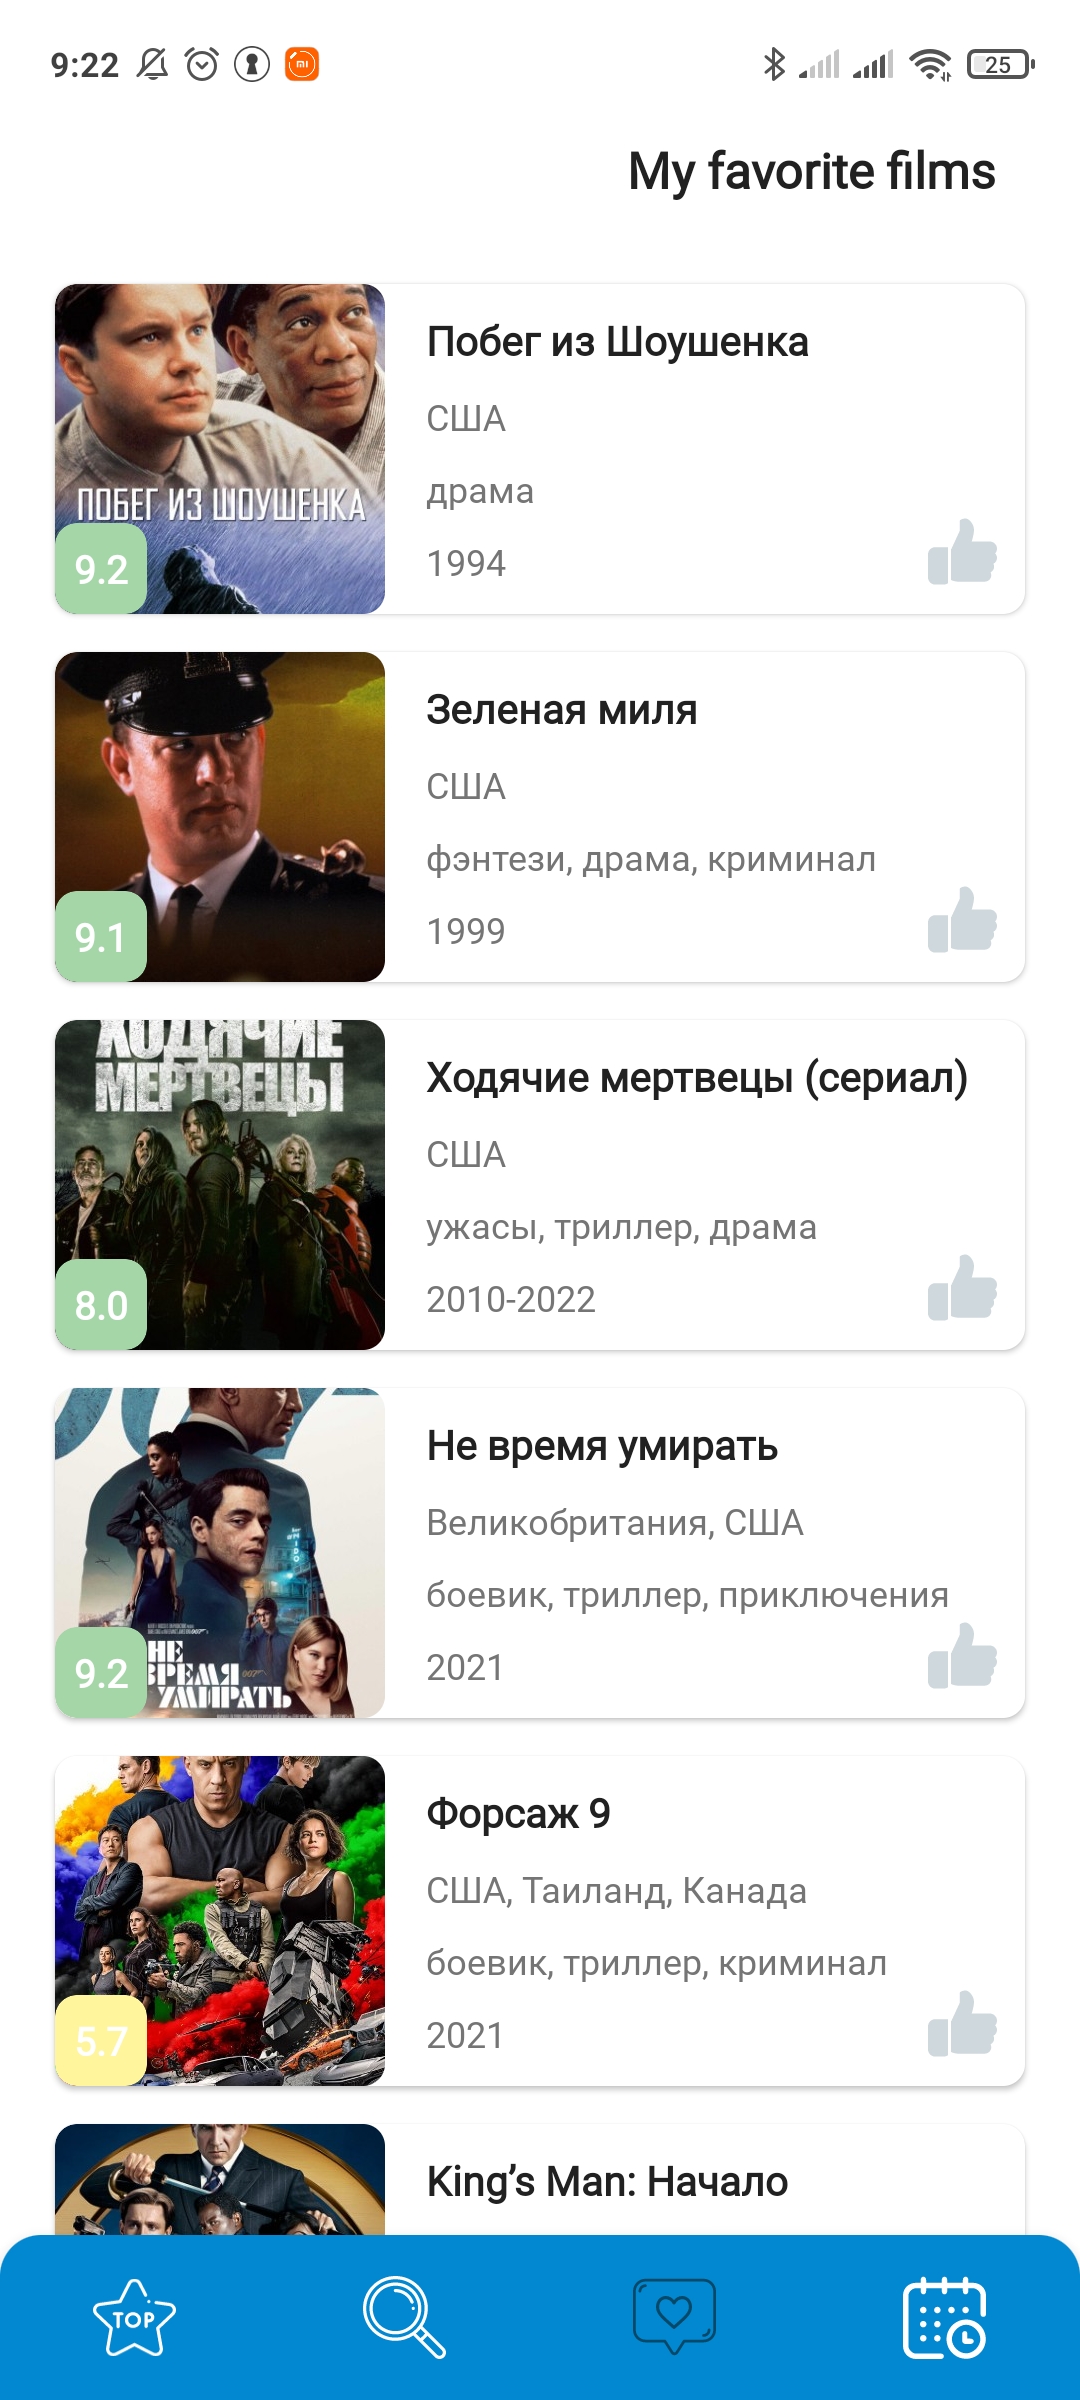 9:22
25
My favorite films
ПОБЕГ ИЗ ШОУШЕНКА
9.2
Побег из Шоушенка
США
драма
1994
9.1
Зеленая миля
США
фэнтези, драма, криминал
1999
ХОДЯЧИЕ
МЕРТВЕЦЫ
8.0
Ходячие мертвецы (сериал)
США
ужасы, триллер, драма
2010-2022
НЕ
ВРЕМЯ 007
УМИРАТЬ
9.2
Не время умирать
Великобритания, США
боевик, триллер, приключения
2021
5.7
Форсаж 9
США, Таиланд, Канада
боевик, триллер, криминал
2021
King’s Man: Начало
TOP